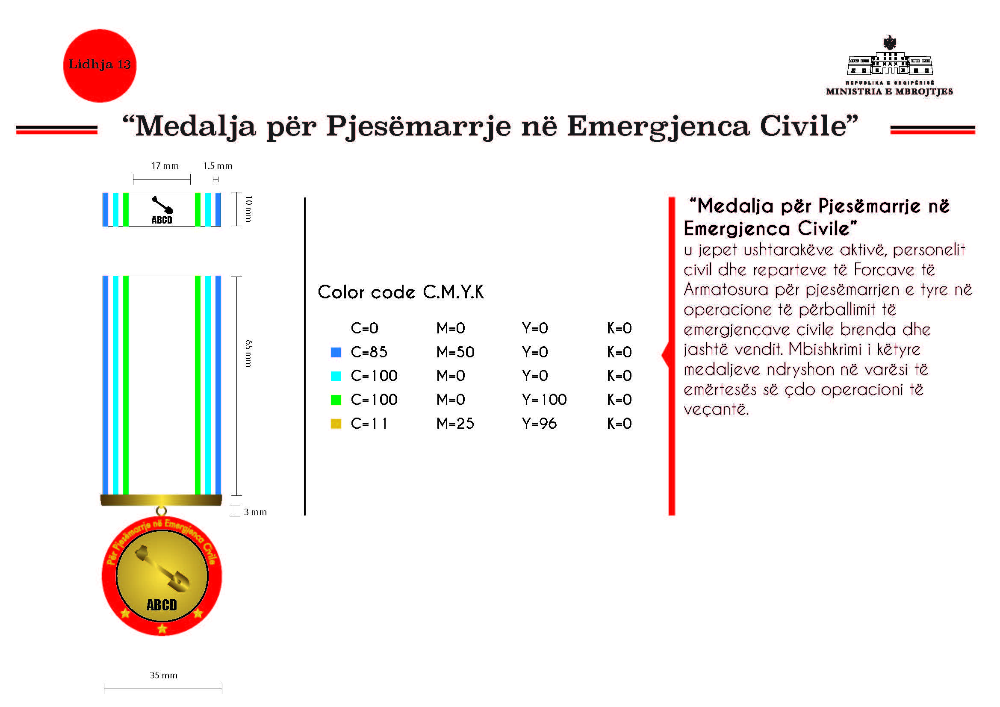 Lidhja 13
REPUBLIKA E SHQIPËRISË
MINISTRIA E MBROJTJES
“Medalja për Pjesëmarrje në Emergjenca Civile”
17 mm
1.5 mm
ABCD
10 mm
65 mm
3 mm
Për Pjesëmarrje në Emergjenca Civile
ABCD
35 mm
Color code C.M.Y.K
C=0 M=0 Y=0 K=0
C=85 M=50 Y=0 K=0
C=100 M=0 Y=0 K=0
C=100 M=0 Y=100 K=0
C=11 M=25 Y=96 K=0
“Medalja për Pjesëmarrje në
Emergjenca Civile”
u jepet ushtarakëve aktivë, personelit
civil dhe reparteve të Forcave të
Armatosura për pjesëmarrjen e tyre në
operacione të përballimit të
emergjencave civile brenda dhe
jashtë vendit. Mbishkrimi i këtyre
medaljeve ndryshon në varësi të
emërtesës së çdo operacioni të
veçantë.